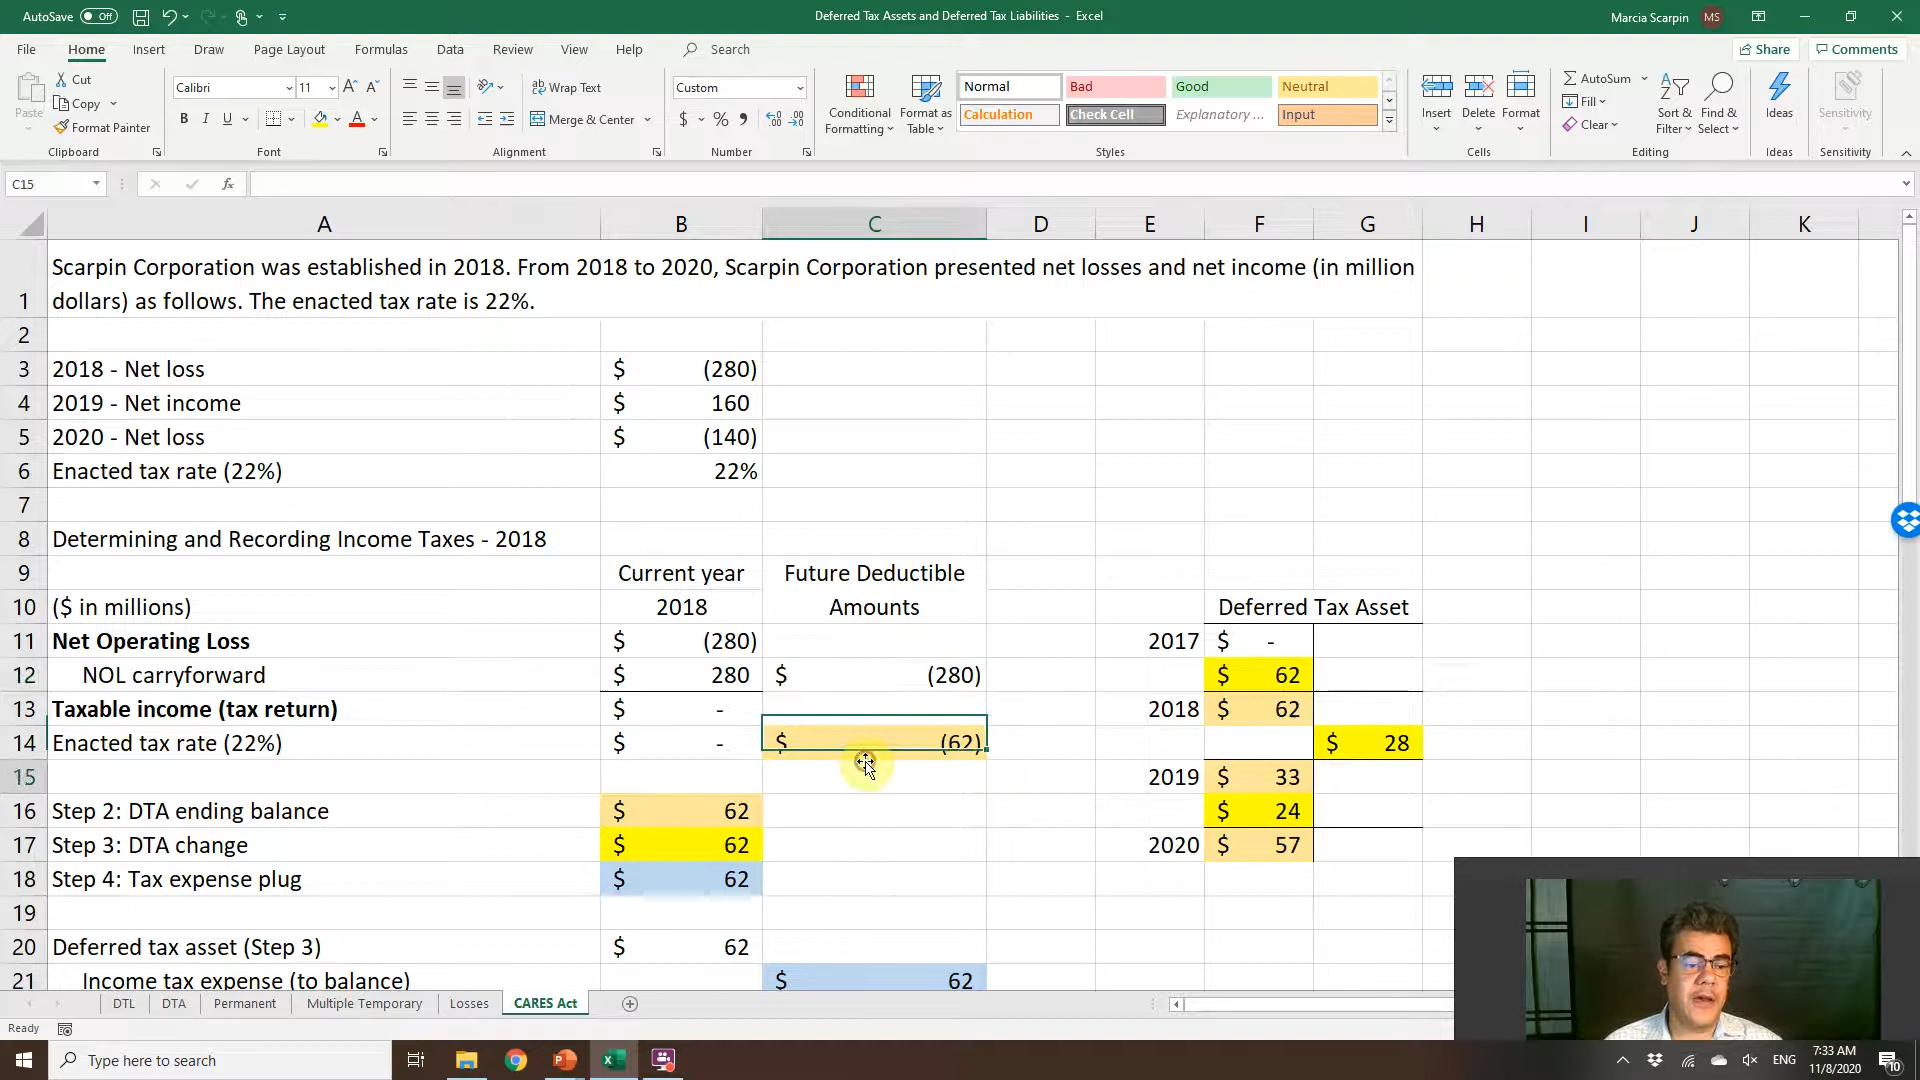 AutoSave Off
Deferred Tax Assets and Deferred Tax Liabilities - Excel
Marcia Scarpin MS
File Home Insert Draw Page Layout Formulas Data Review View Help Search
Share Comments
Paste
Cut
Copy
Format Painter
Clipboard
Calibri 11
B I U
Font
Wrap Text
Merge & Center
Alignment
Custom
$ % 9
Number
Conditional Formatting
Format as Table
Normal Bad Good Neutral
Calculation Check Cell Explanatory ... Input
Styles
Insert Delete Format
Cells
AutoSum
Fill
Clear
Sort & Filter
Find & Select
Editing
Ideas
Ideas
Sensitivity
Sensitivity
C15 fx
A B C D E F G H I J K
1 Scarpin Corporation was established in 2018. From 2018 to 2020, Scarpin Corporation presented net losses and net income (in million
dollars) as follows. The enacted tax rate is 22%.
2
3 2018 - Net loss $ (280)
4 2019 - Net income $ 160
5 2020 - Net loss $ (140)
6 Enacted tax rate (22%) 22%
7
8 Determining and Recording Income Taxes - 2018
9 Current year Future Deductible
10 ($ in millions) 2018 Amounts Deferred Tax Asset
11 Net Operating Loss $ (280) 2017 $ -
12 NOL carryforward $ 280 $ (280) $ 62
13 Taxable income (tax return) $ - 2018 $ 62
14 Enacted tax rate (22%) $ - $ (62) $ 28
15 2019 $ 33
16 Step 2: DTA ending balance $ 62 $ 24
17 Step 3: DTA change $ 62 2020 $ 57
18 Step 4: Tax expense plug $ 62
19
20 Deferred tax asset (Step 3) $ 62
21 Income tax expense (to balance) $ 62
DTL DTA Permanent Multiple Temporary Losses CARES Act
Ready
Type here to search
ENG
7:33 AM
11/8/2020
10